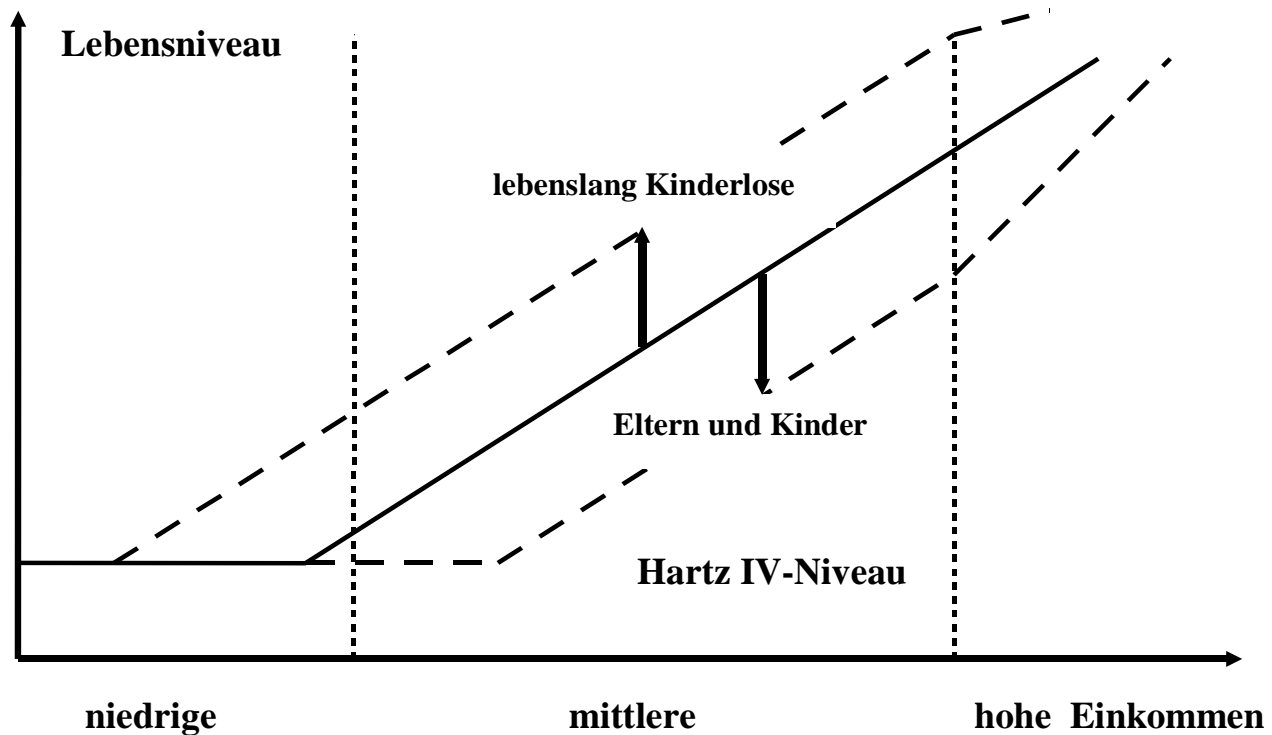 Lebensniveau
lebenslang Kinderlose
Eltern und Kinder
Hartz IV-Niveau
niedrige mittlere hohe Einkommen